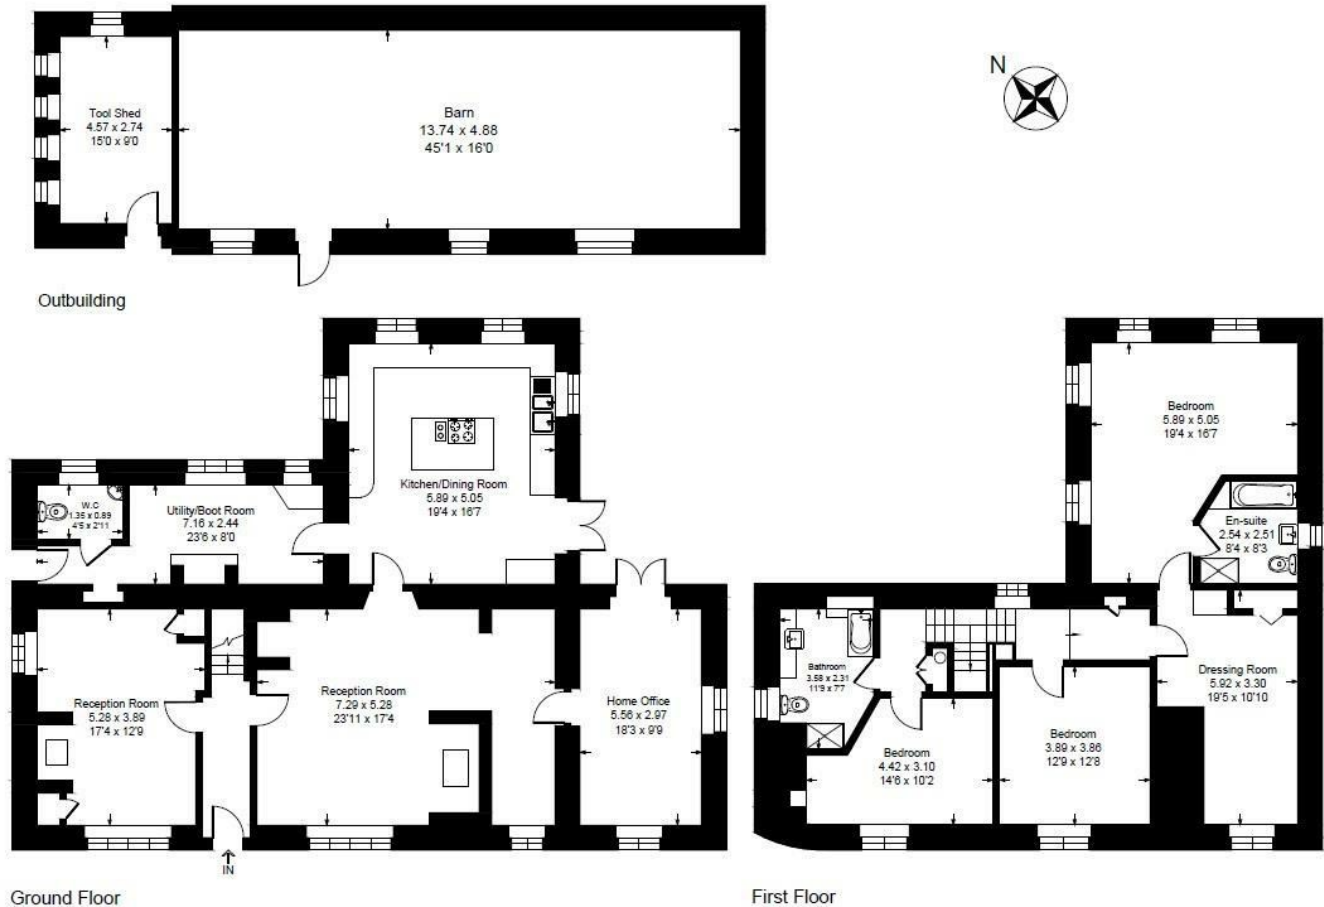 N
Tool Shed
4.57 x 2.74
15'0 x 9'0
Barn
13.74 x 4.88
45'1 x 16'0
Outbuilding
Kitchen/Dining Room
5.89 x 5.05
19'4 x 16'7
W.C
1.35 x 0.89
4'5 x 2'11
Utility/Boot Room
7.16 x 2.44
23'6 x 8'0
Reception Room
5.28 x 3.89
17'4 x 12'9
Reception Room
7.29 x 5.28
23'11 x 17'4
Home Office
5.56 x 2.97
18'3 x 9'9
IN
Ground Floor
Bedroom
5.89 x 5.05
19'4 x 16'7
En-suite
2.54 x 2.51
8'4 x 8'3
Bathroom
3.58 x 2.31
11'9 x 7'7
Dressing Room
5.92 x 3.30
19'5 x 10'10
Bedroom
4.42 x 3.10
14'6 x 10'2
Bedroom
3.89 x 3.86
12'9 x 12'8
First Floor